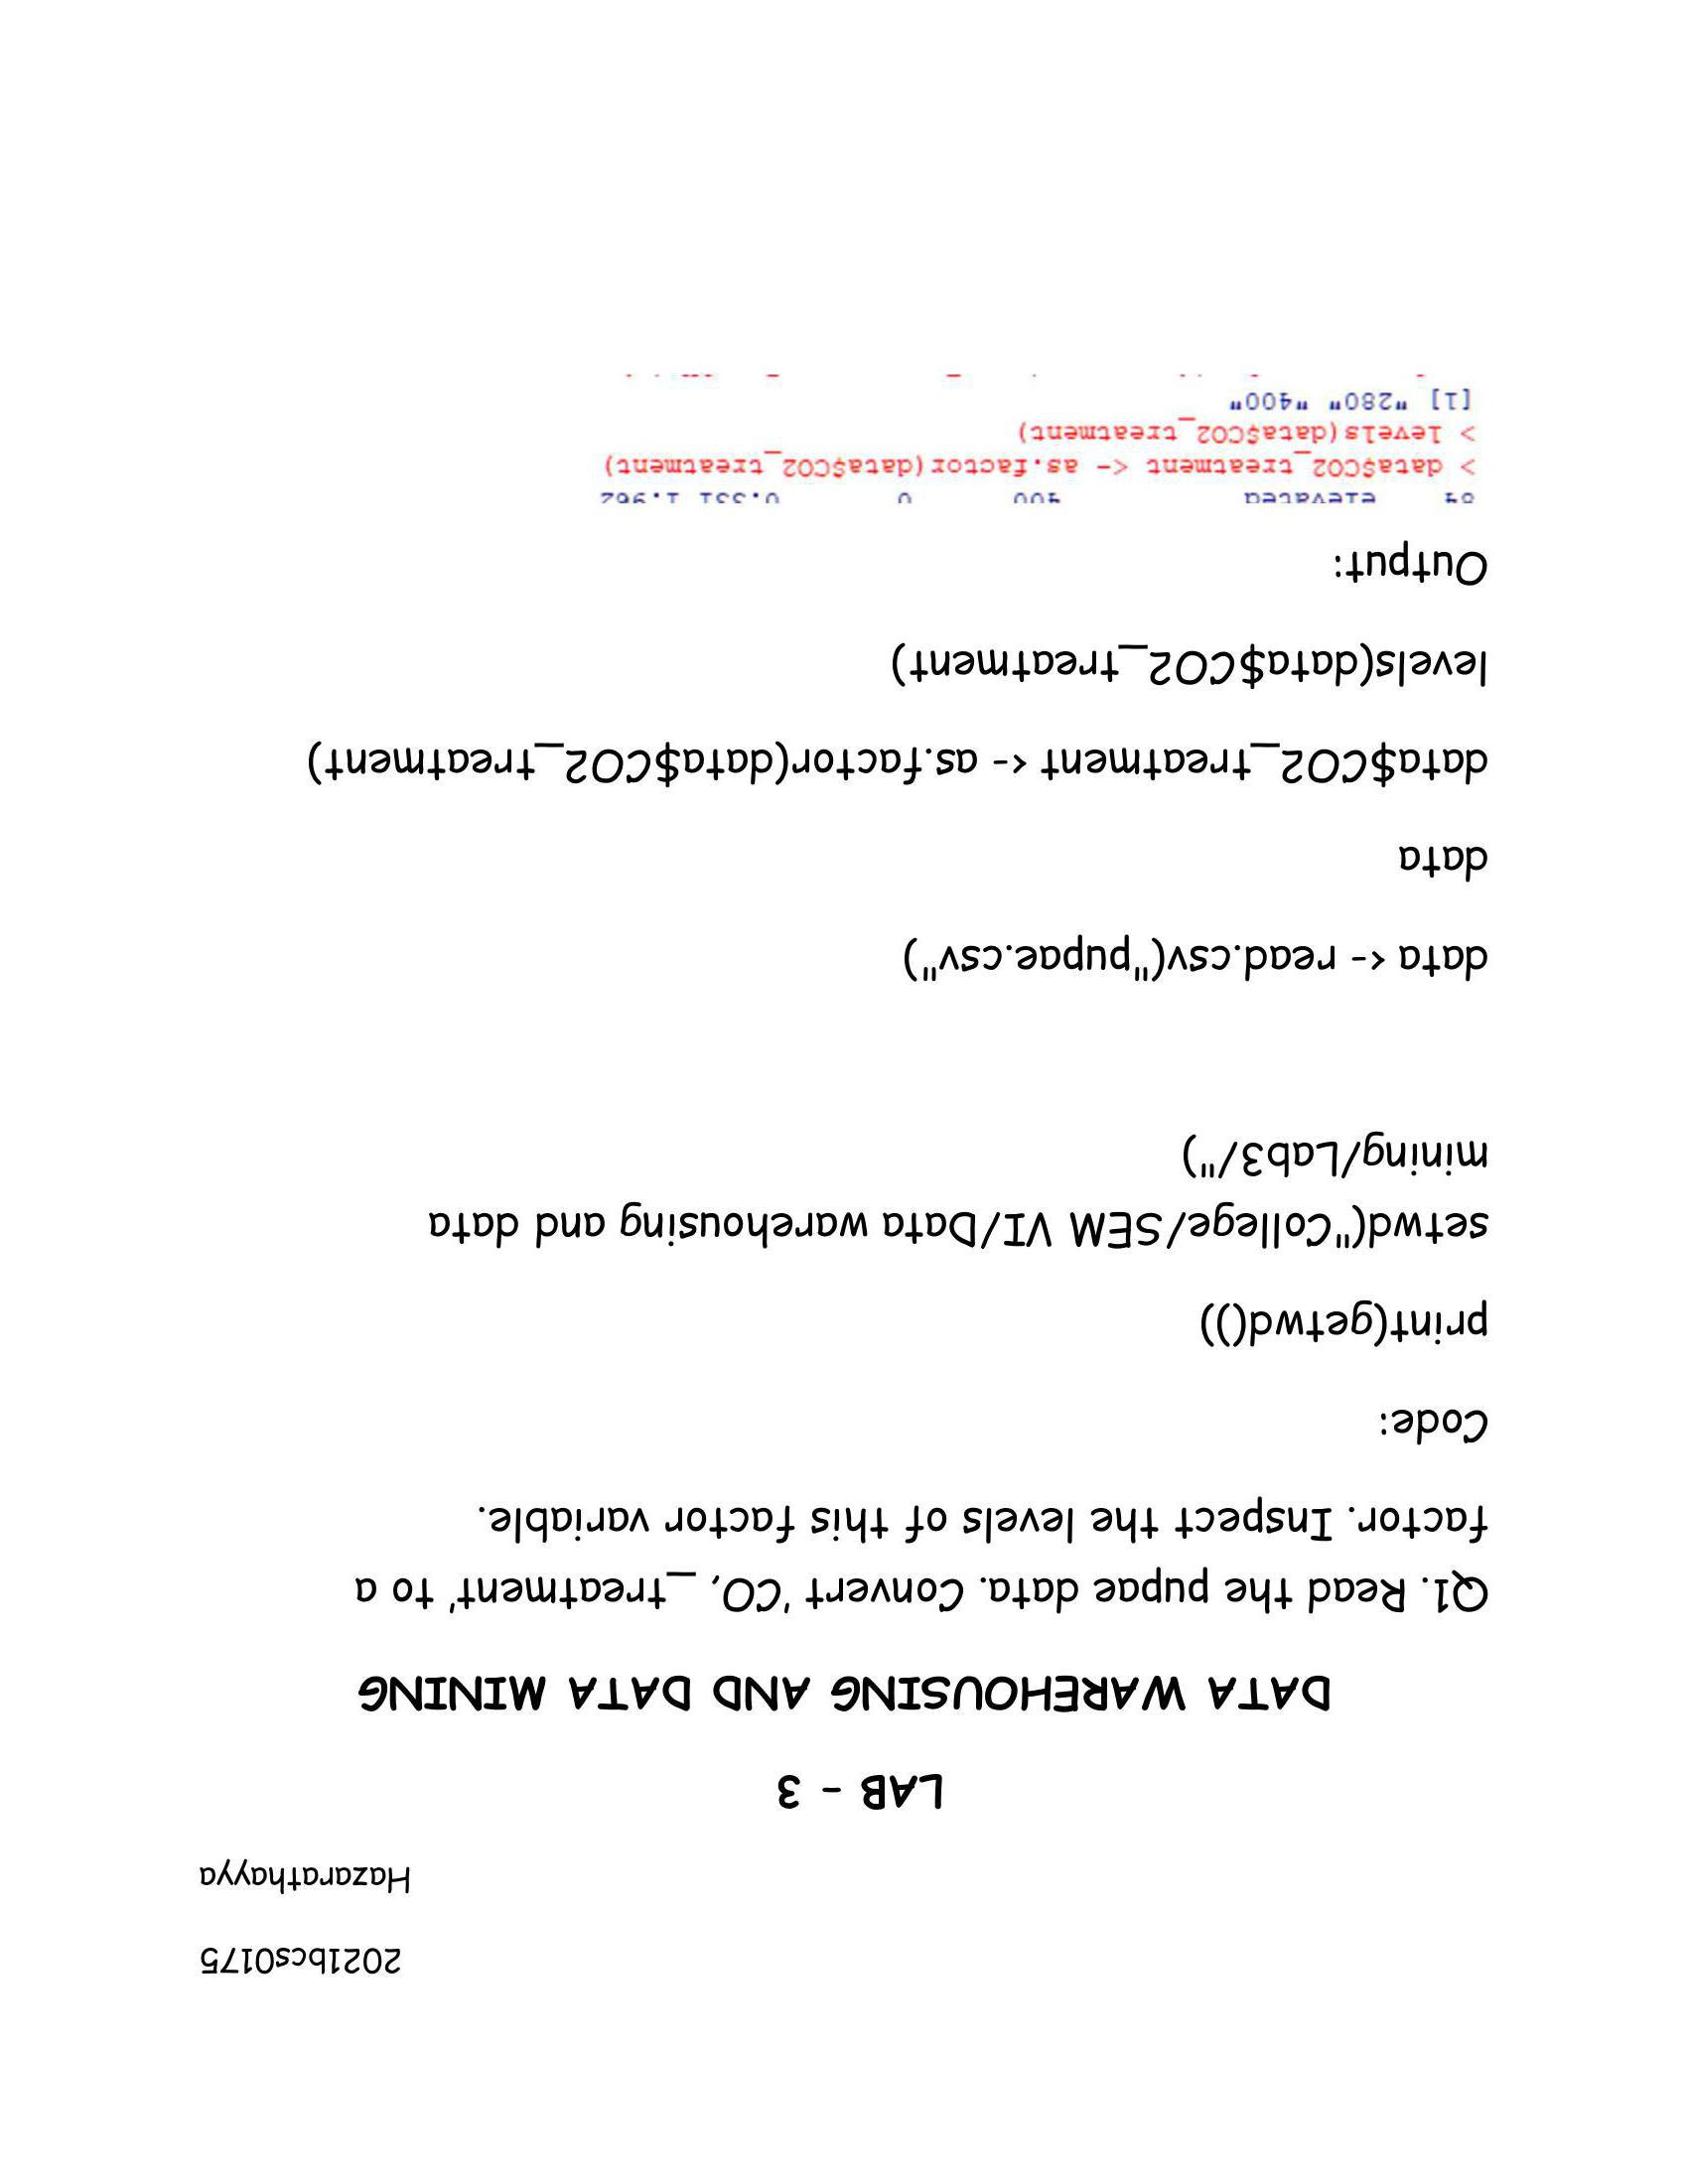 2021bcs0175
Hazarathayya
LAB - 3
DATA WAREHOUSING AND DATA MINING
Q1. Read the pupae data. Convert 'CO, _treatment' to a
factor. Inspect the levels of this factor variable.
Code:
print(getwd())
setwd("College/SEM VI/Data warehousing and data
mining/Lab3/")
data <- read.csv("pupae.csv")
data
data$CO2_treatment <- as.factor(data$CO2_treatment)
levels(data$CO2_treatment)
Output:
84 elevated 400 0 0.331 1.962
> data$CO2_treatment <- as.factor(data$CO2_treatment)
> levels(data$CO2_treatment)
[1] "280" "400"